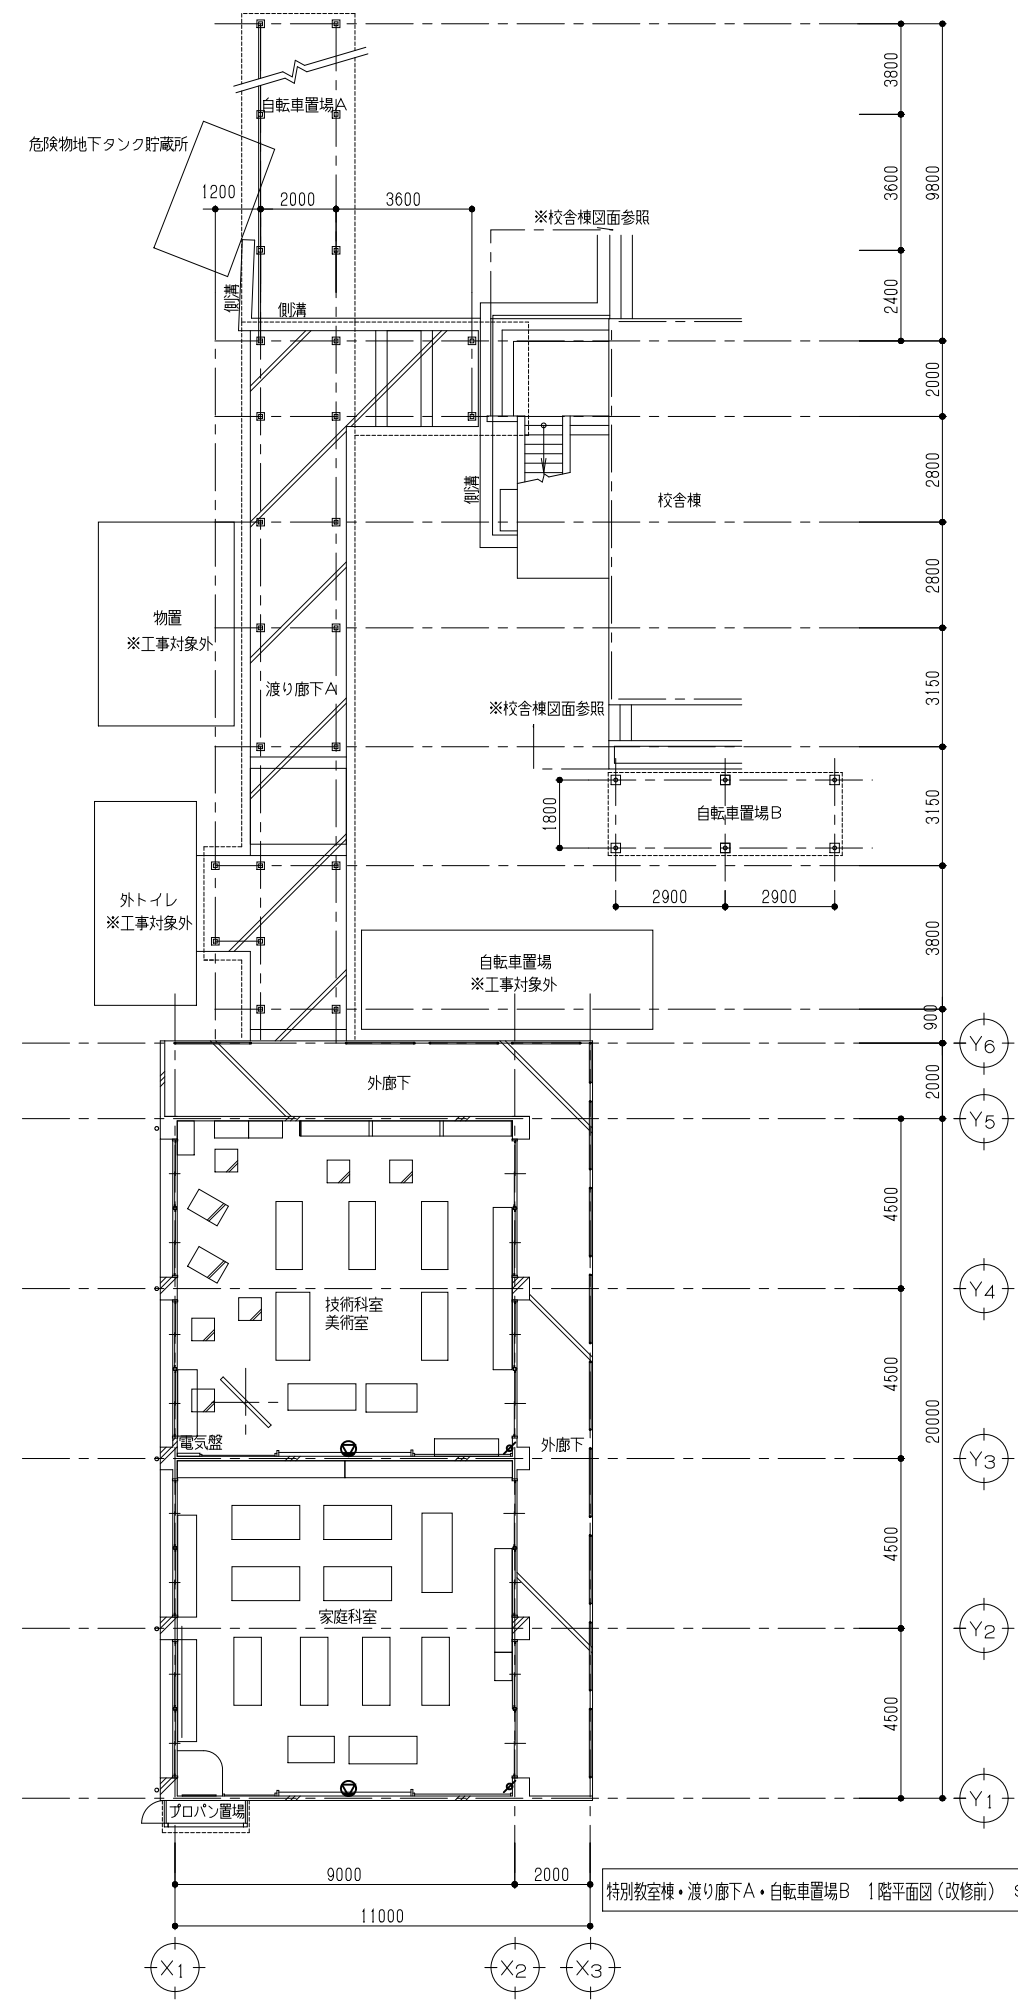 自転車置場A
危険物地下タンク貯蔵所
1200
2000
3600
※校舎棟図面参照
側溝
側溝
側溝
校舎棟
物置
※工事対象外
渡り廊下A
※校舎棟図面参照
1800
自転車置場B
2900
2900
外トイレ
※工事対象外
自転車置場
※工事対象外
3800
3600
2400
9800
2000
2800
2800
3150
3150
3800
900
2000
Y6
Y5
外廊下
4500
Y4
技術科室
美術室
4500
20000
電気盤
外廊下
Y3
4500
家庭科室
Y2
4500
プロパン置場
Y1
9000
2000
11000
特別教室棟・渡り廊下A・自転車置場B 1階平面図（改修前）
X1
X2
X3